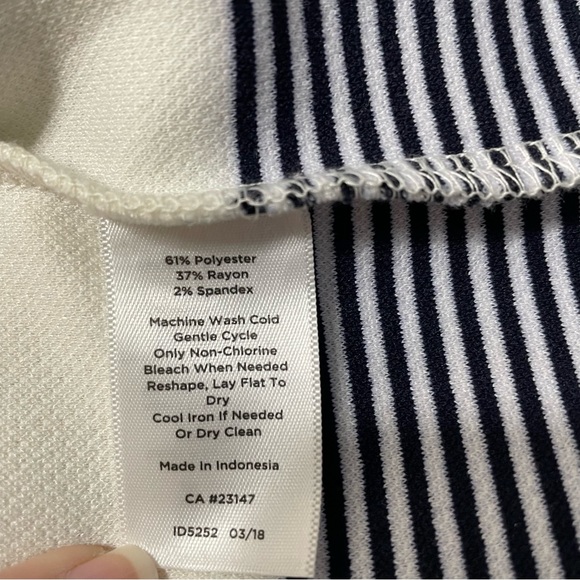 61% Polyester
37% Rayon
2% Spandex
Machine Wash Cold
Gentle Cycle
Only Non-Chlorine
Bleach When Needed
Reshape, Lay Flat To
Dry
Cool Iron If Needed
Or Dry Clean
Made In Indonesia
CA #23147
ID5252 03/18